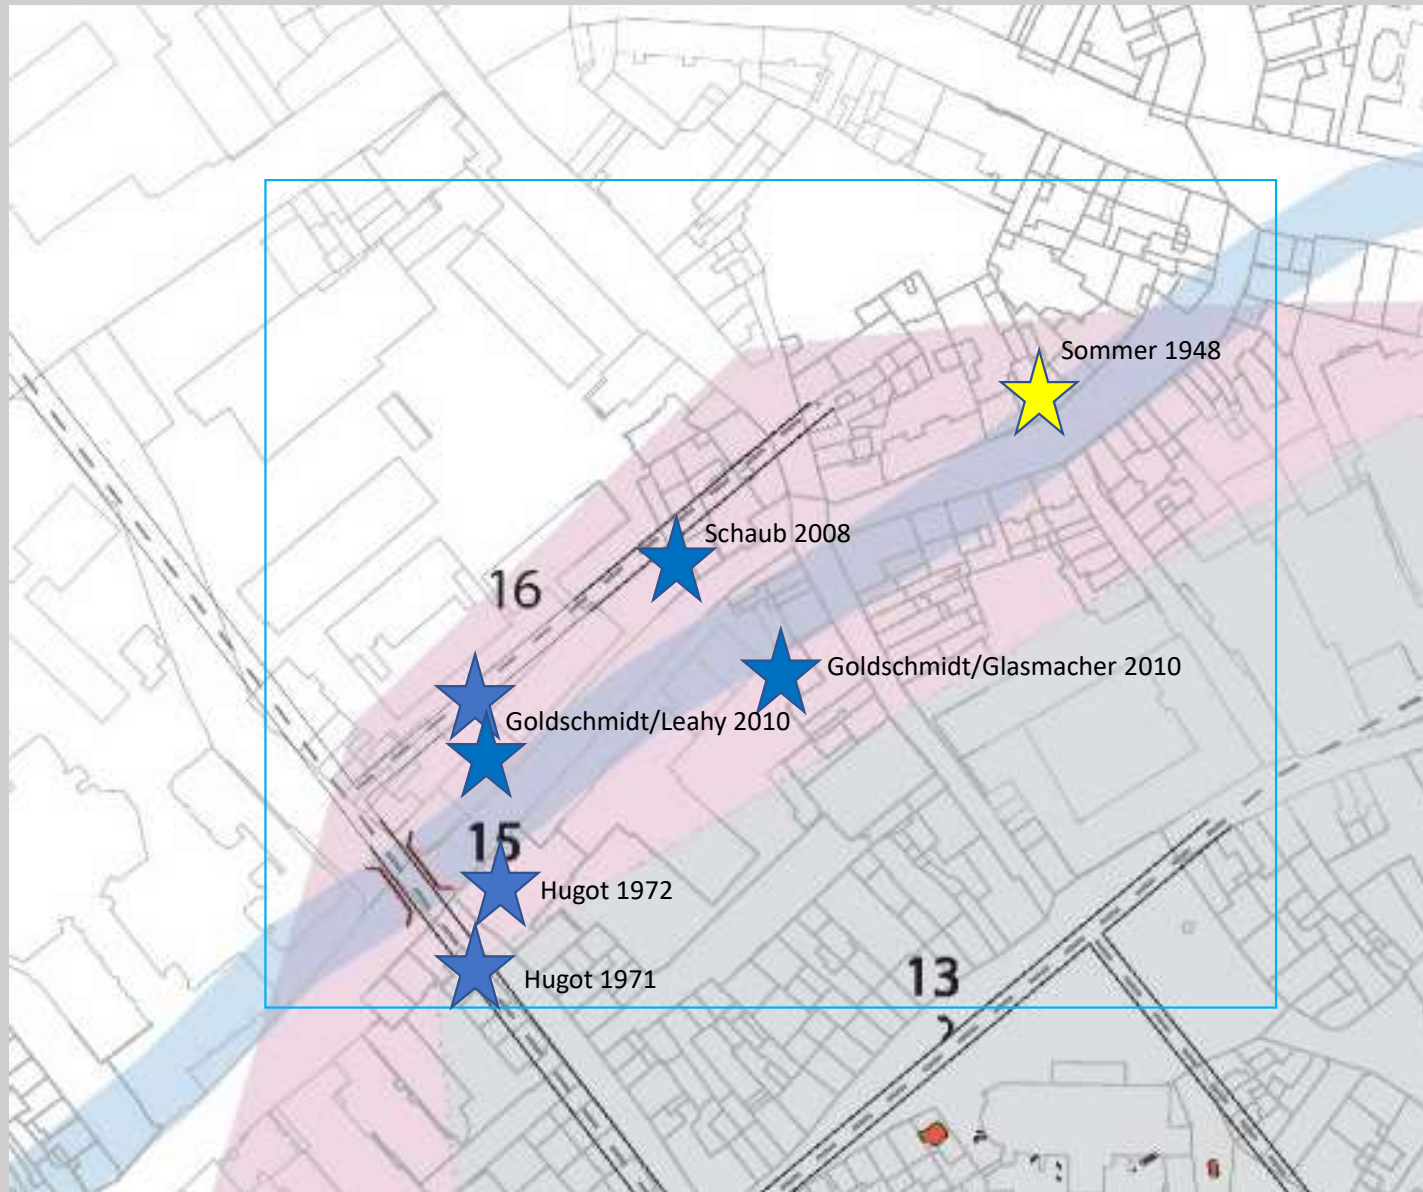 Sommer 1948
Schaub 2008
16
Goldschmidt/Glasmacher 2010
Goldschmidt/Leahy 2010
15
Hugot 1972
13
Hugot 1971
?